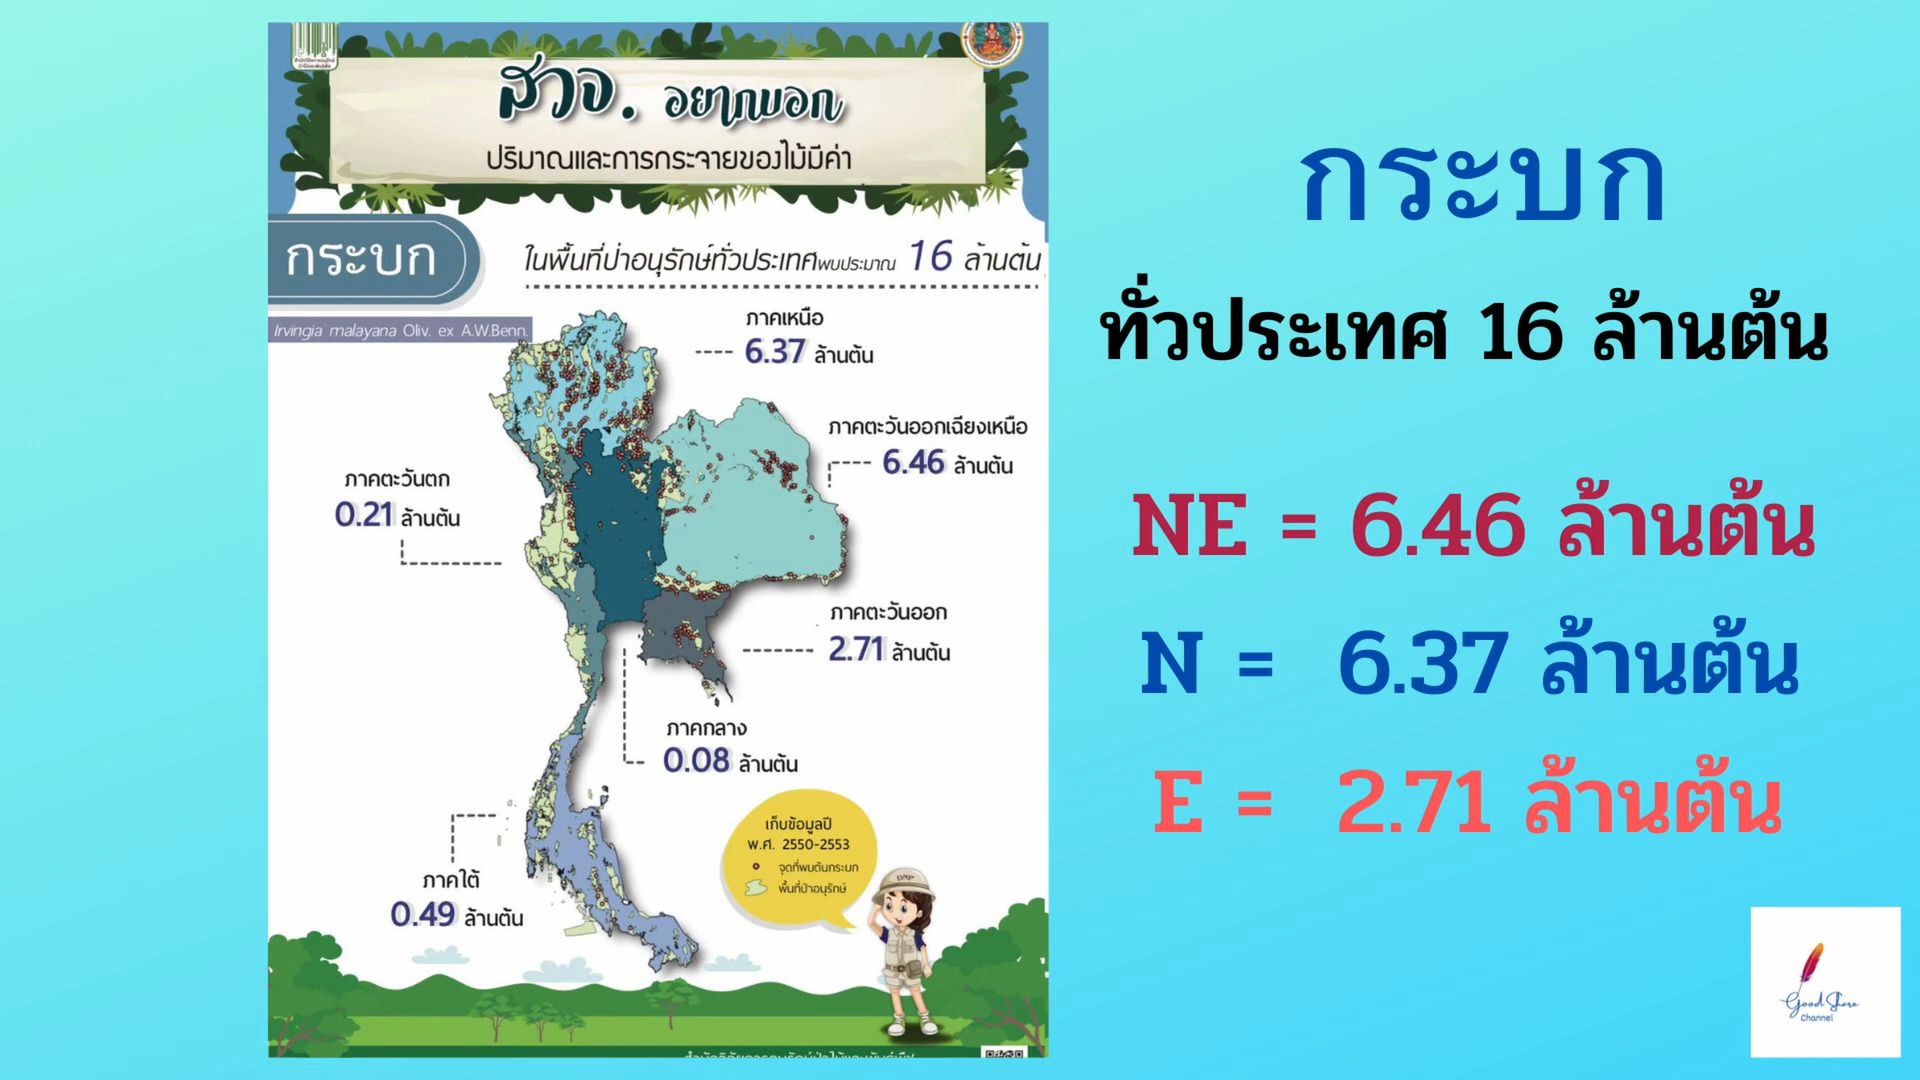 สวจ. อยากบอก
ปริมาณและการกระจายของไม้มีค่า
กระบก
ในพื้นที่ป่าอนุรักษ์ทั่วประเทศพบประมาณ 16 ล้านต้น
Irvingia malayana Oliv. ex A.W.Benn.
ภาคเหนือ
6.37 ล้านต้น
ภาคตะวันออกเฉียงเหนือ
6.46 ล้านต้น
ภาคตะวันตก
0.21 ล้านต้น
ภาคตะวันออก
2.71 ล้านต้น
ภาคกลาง
0.08 ล้านต้น
ภาคใต้
0.49 ล้านต้น
เก็บข้อมูลปี
พ.ศ. 2550-2553
จุดที่พบต้นกระบก
พื้นที่ป่าอนุรักษ์
DNP
กระบก
ทั่วประเทศ 16 ล้านต้น
NE = 6.46 ล้านต้น
N = 6.37 ล้านต้น
E = 2.71 ล้านต้น
Good Share
Channel